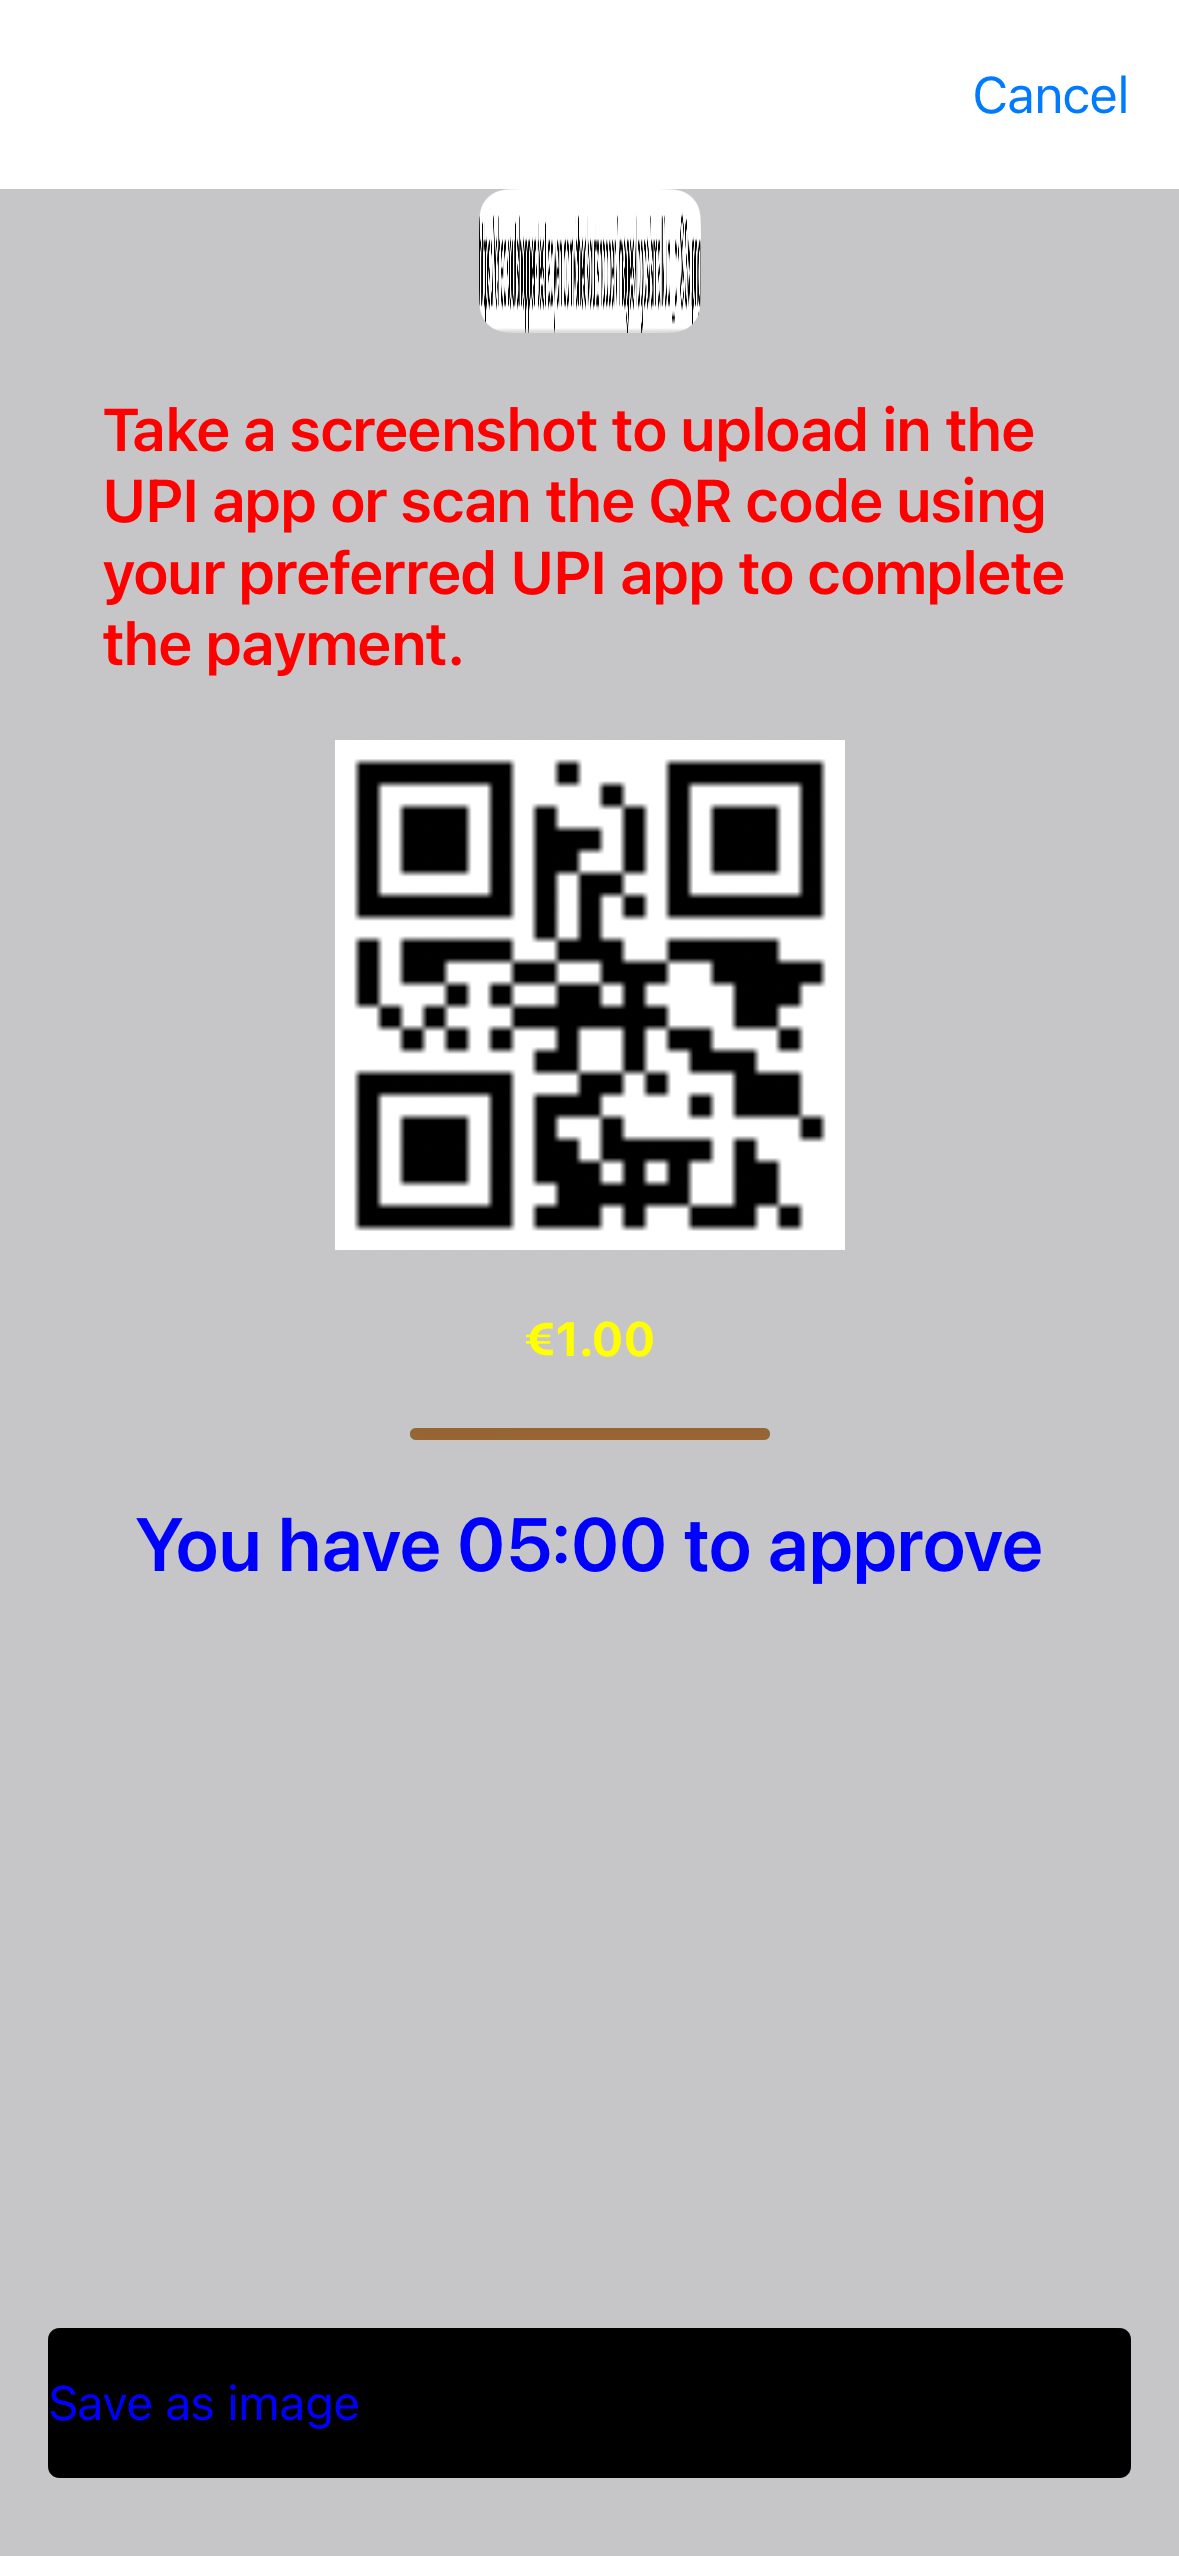 Cancel
Take a screenshot to upload in the
UPI app or scan the QR code using
your preferred UPI app to complete
the payment.
€1.00
You have 05:00 to approve
Save as image